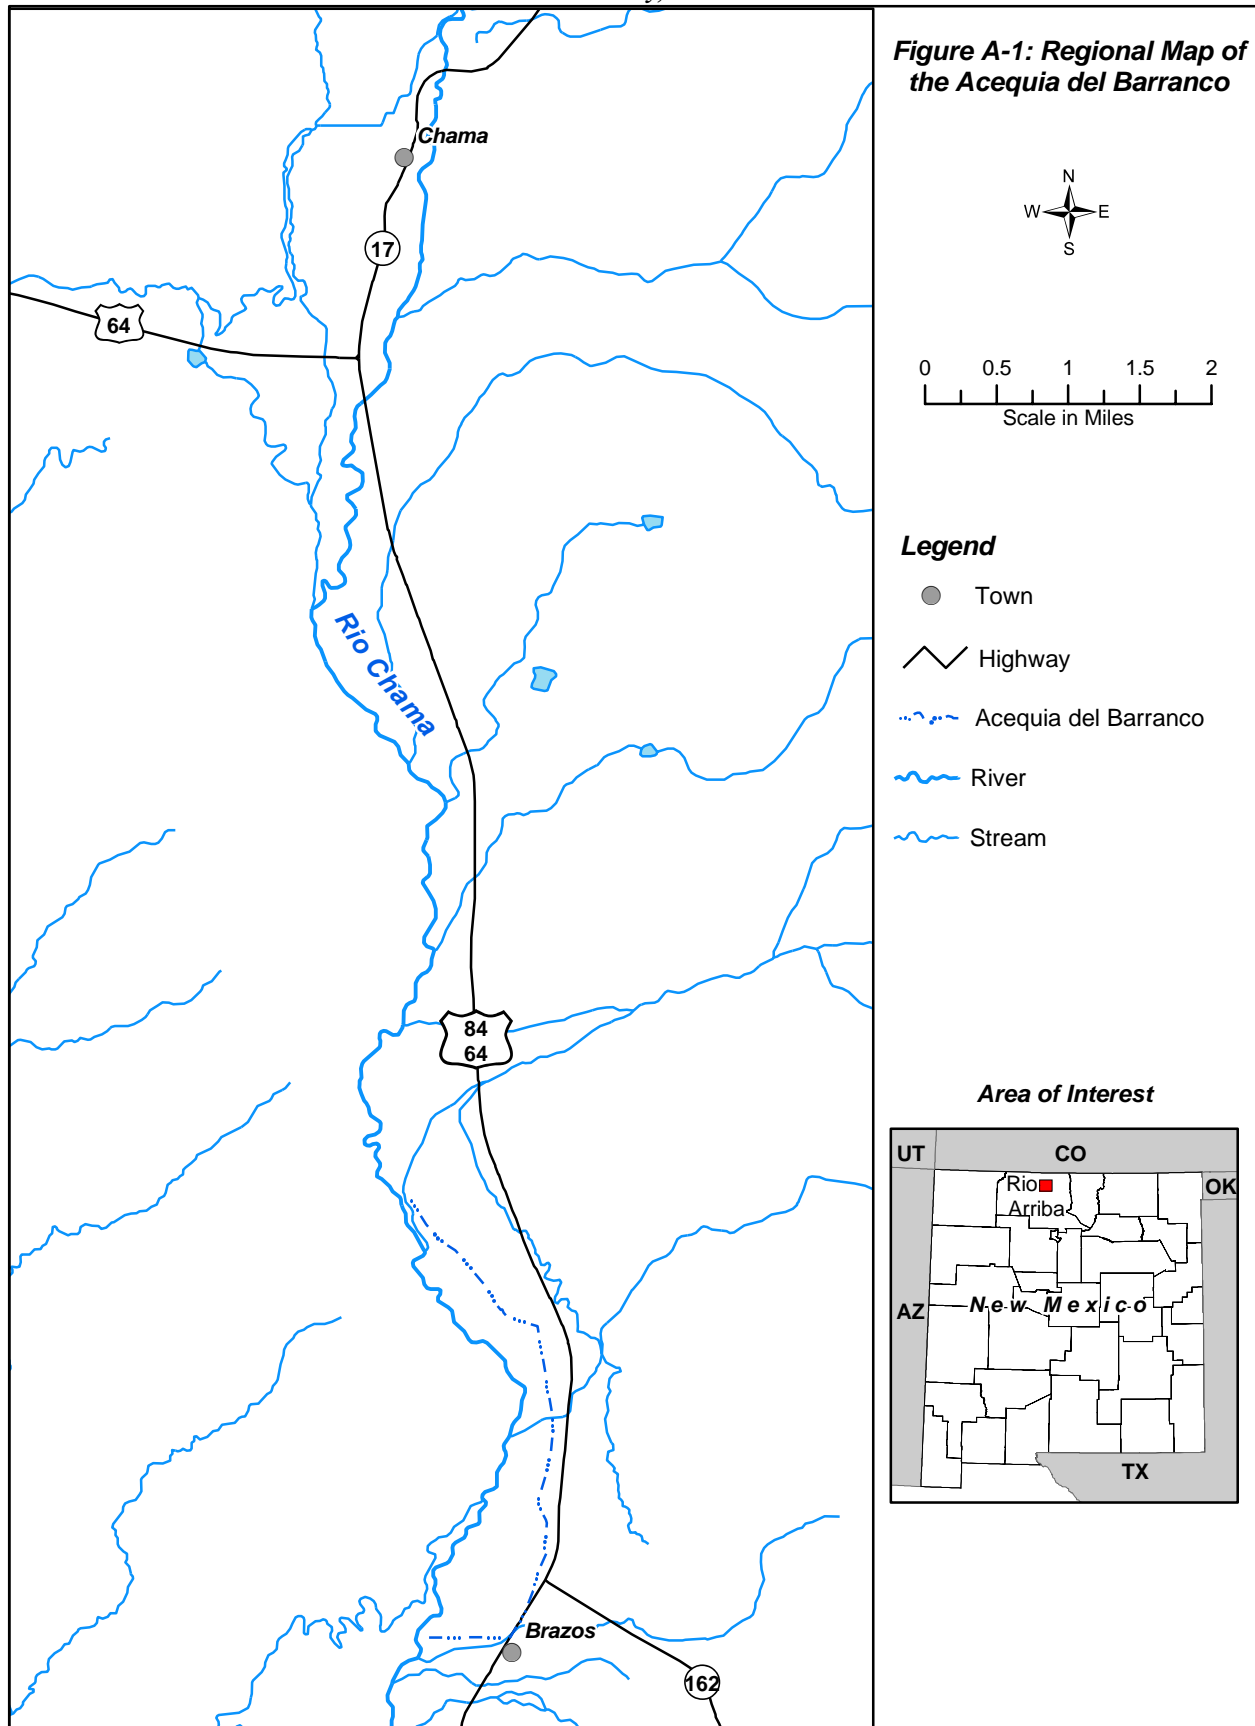 Figure A-1: Regional Map of
the Acequia del Barranco
N
W E
S
0 0.5 1 1.5 2
Scale in Miles
Legend
Town
Highway
Acequia del Barranco
River
Stream
Area of Interest
UT
CO
OK
Rio
Arriba
AZ
New Mexico
TX
Chama
17
64
Rio Chama
84
64
Brazos
162